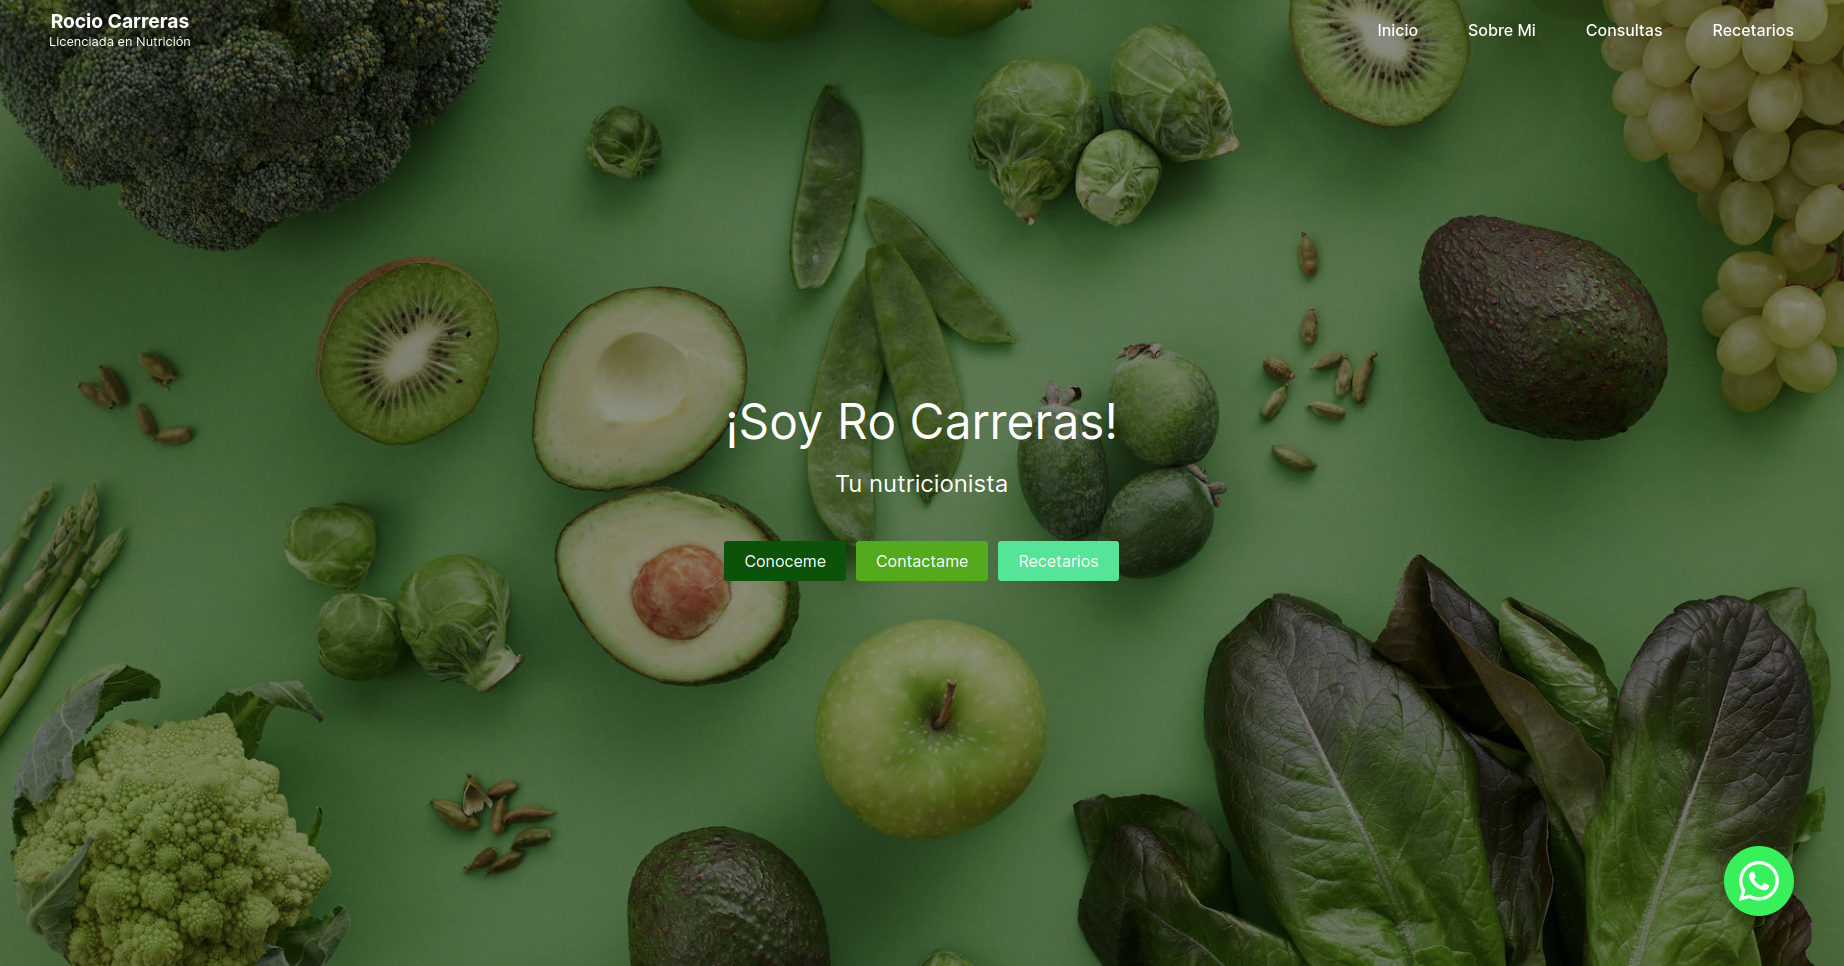 Rocio Carreras
Licenciada en Nutrición
Inicio
Sobre Mi
Consultas
Recetarios
¡Soy Ro Carreras!
Tu nutricionista
Conoceme
Contactame
Recetarios